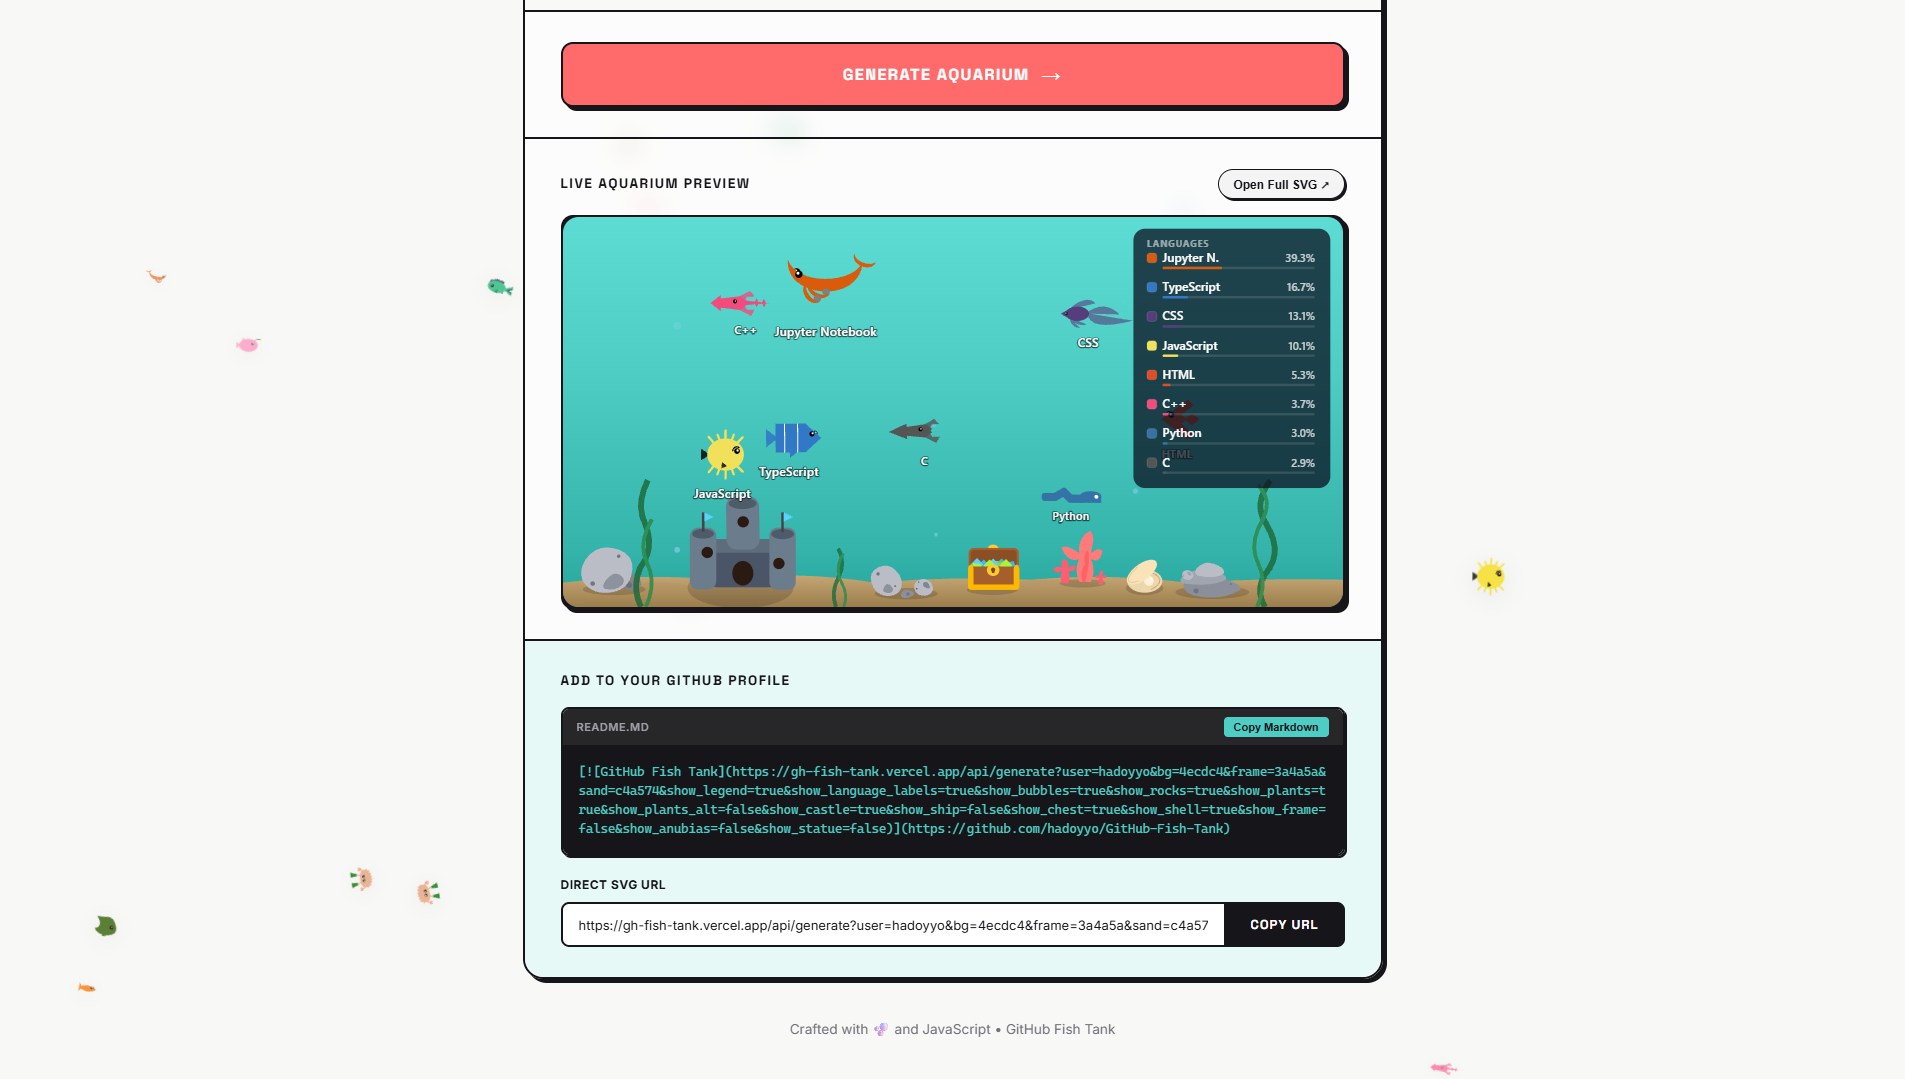 GENERATE AQUARIUM →
LIVE AQUARIUM PREVIEW
Open Full SVG ↗
C++
Jupyter Notebook
CSS
JavaScript
TypeScript
C
Python
LANGUAGES
Jupyter N. 39.3%
TypeScript 16.7%
CSS 13.1%
JavaScript 10.1%
HTML 5.3%
C++ 3.7%
Python 3.0%
HTML
C 2.9%
ADD TO YOUR GITHUB PROFILE
README.MD
Copy Markdown
[![GitHub Fish Tank](https://gh-fish-tank.vercel.app/api/generate?user=hadoyyo&bg=4ecdc4&frame=3a4a5a&
sand=c4a574&show_legend=true&show_language_labels=true&show_bubbles=true&show_rocks=true&show_plants=t
rue&show_plants_alt=false&show_castle=true&show_ship=false&show_chest=true&show_shell=true&show_frame=
false&show_anubias=false&show_statue=false)](https://github.com/hadoyyo/GitHub-Fish-Tank)
DIRECT SVG URL
https://gh-fish-tank.vercel.app/api/generate?user=hadoyyo&bg=4ecdc4&frame=3a4a5a&sand=c4a57
COPY URL
Crafted with and JavaScript • GitHub Fish Tank